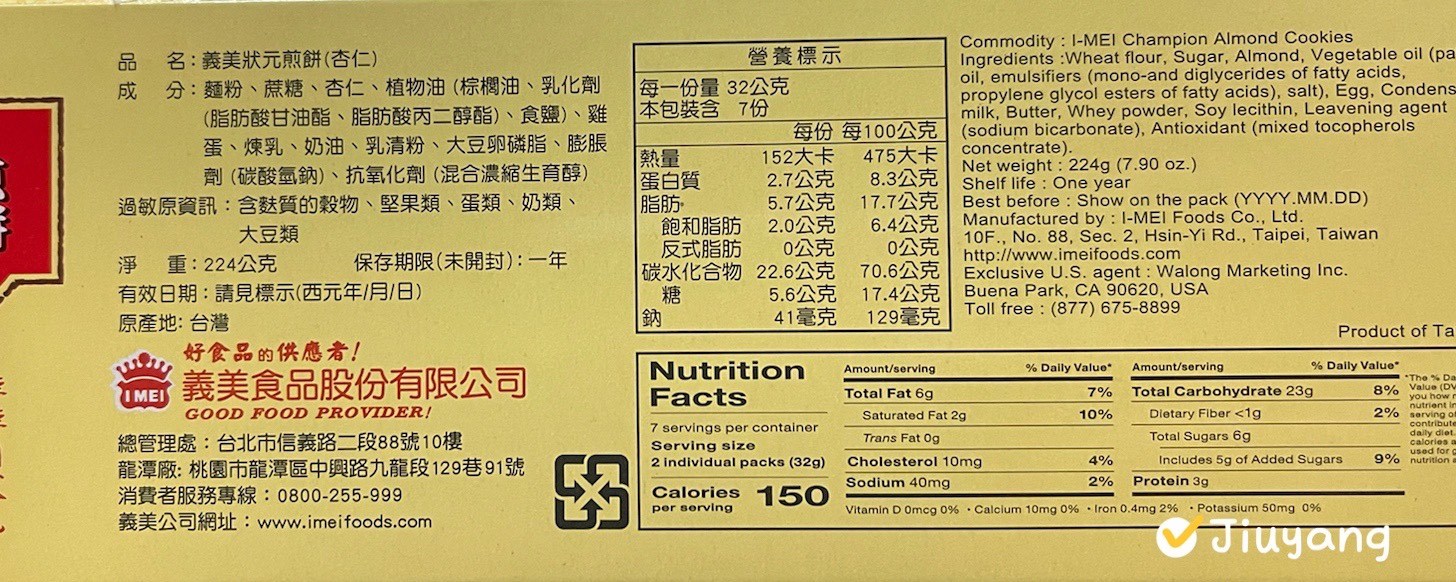 品 名：義美狀元煎餅(杏仁)
成 分：麵粉、蔗糖、杏仁、植物油 (棕櫚油、乳化劑
(脂肪酸甘油酯、脂肪酸丙二醇酯)、食鹽)、雞
蛋、煉乳、奶油、乳清粉、大豆卵磷脂、膨脹
劑 (碳酸氫鈉)、抗氧化劑 (混合濃縮生育醇)
過敏原資訊：含麩質的穀物、堅果類、蛋類、奶類、
大豆類
淨 重：224公克 保存期限(未開封)：一年
有效日期：請見標示(西元年/月/日)
原產地: 台灣
好食品的供應者!
I MEI
義美食品股份有限公司
GOOD FOOD PROVIDER!
總管理處：台北市信義路二段88號10樓
龍潭廠: 桃園市龍潭區中興路九龍段129巷91號
消費者服務專線：0800-255-999
義美公司網址：www.imeifoods.com
營養標示
每一份量 32公克
本包裝含 7份
每份 每100公克
熱量 152大卡 475大卡
蛋白質 2.7公克 8.3公克
脂肪 5.7公克 17.7公克
飽和脂肪 2.0公克 6.4公克
反式脂肪 0公克 0公克
碳水化合物 22.6公克 70.6公克
糖 5.6公克 17.4公克
鈉 41毫克 129毫克
Commodity : I-MEI Champion Almond Cookies
Ingredients :Wheat flour, Sugar, Almond, Vegetable oil (pa
oil, emulsifiers (mono-and diglycerides of fatty acids,
propylene glycol esters of fatty acids), salt), Egg, Condens
milk, Butter, Whey powder, Soy lecithin, Leavening agent
(sodium bicarbonate), Antioxidant (mixed tocopherols
concentrate).
Net weight : 224g (7.90 oz.)
Shelf life : One year
Best before : Show on the pack (YYYY.MM.DD)
Manufactured by : I-MEI Foods Co., Ltd.
10F., No. 88, Sec. 2, Hsin-Yi Rd., Taipei, Taiwan
http://www.imeifoods.com
Exclusive U.S. agent : Walong Marketing Inc.
Buena Park, CA 90620, USA
Toll free : (877) 675-8899
Product of Ta
Nutrition
Facts
7 servings per container
Serving size
2 individual packs (32g)
Calories 150
per serving
Amount/serving % Daily Value*
Total Fat 6g 7%
Saturated Fat 2g 10%
Trans Fat 0g
Cholesterol 10mg 4%
Sodium 40mg 2%
Amount/serving % Daily Value*
Total Carbohydrate 23g 8%
Dietary Fiber <1g 2%
Total Sugars 6g
Includes 5g of Added Sugars 9%
Protein 3g
Vitamin D 0mcg 0% · Calcium 10mg 0% · Iron 0.4mg 2% · Potassium 50mg 0%
*The % Da
Value (DV
you how
nutrient in
serving of
contribute
daily diet.
calories a
used for g
nutrition a
Jiuyang